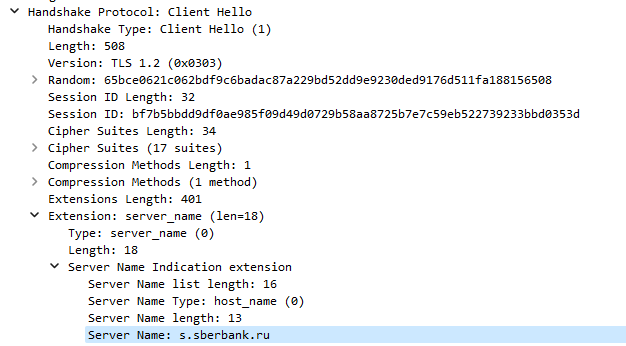 Handshake Protocol: Client Hello
Handshake Type: Client Hello (1)
Length: 508
Version: TLS 1.2 (0x0303)
Random: 65bce0621c062bdf9c6badac87a229bd52dd9e9230ded9176d511fa188156508
Session ID Length: 32
Session ID: bf7b5bbdd9df0ae985f09d49d0729b58aa8725b7e7c59eb522739233bbd0353d
Cipher Suites Length: 34
Cipher Suites (17 suites)
Compression Methods Length: 1
Compression Methods (1 method)
Extensions Length: 401
Extension: server_name (len=18)
Type: server_name (0)
Length: 18
Server Name Indication extension
Server Name list length: 16
Server Name Type: host_name (0)
Server Name length: 13
Server Name: s.sberbank.ru